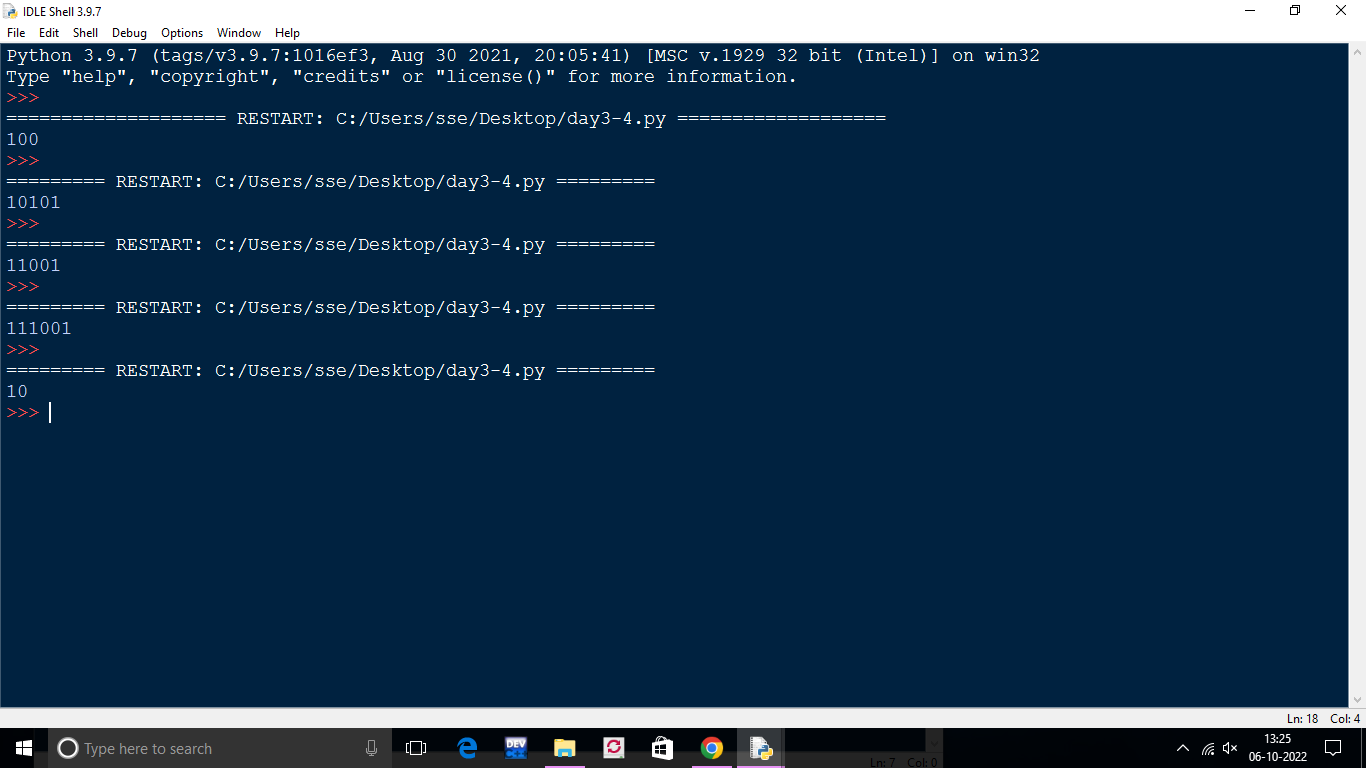 IDLE Shell 3.9.7
File Edit Shell Debug Options Window Help
Python 3.9.7 (tags/v3.9.7:1016ef3, Aug 30 2021, 20:05:41) [MSC v.1929 32 bit (Intel)] on win32
Type "help", "copyright", "credits" or "license()" for more information.
>>>
==================== RESTART: C:/Users/sse/Desktop/day3-4.py ===================
100
>>>
========= RESTART: C:/Users/sse/Desktop/day3-4.py =========
10101
>>>
========= RESTART: C:/Users/sse/Desktop/day3-4.py =========
11001
>>>
========= RESTART: C:/Users/sse/Desktop/day3-4.py =========
111001
>>>
========= RESTART: C:/Users/sse/Desktop/day3-4.py =========
10
>>>
Ln: 18 Col: 4
Type here to search
DEV
Ln: 7 Col: 0
13:25
06-10-2022